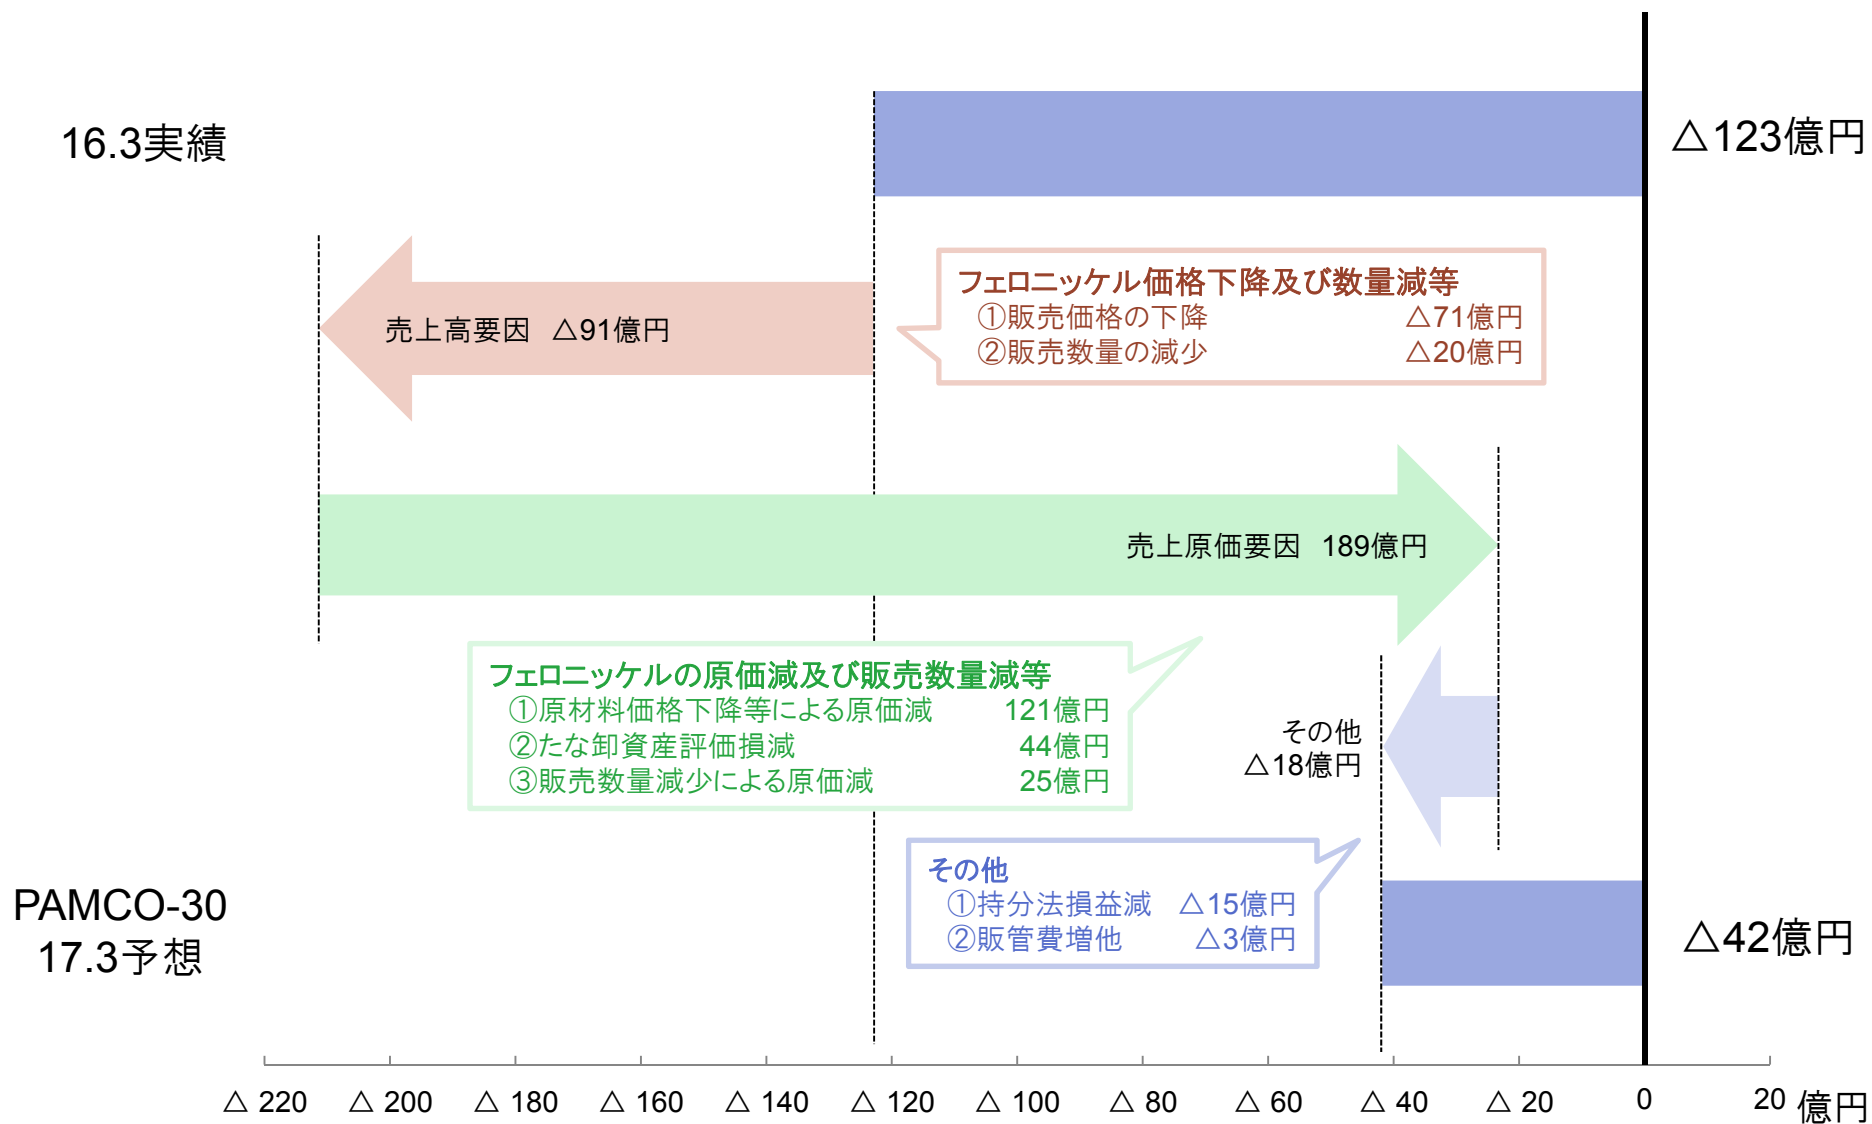 16.3実績
△123億円
売上高要因 △91億円
フェロニッケル価格下降及び数量減等
①販売価格の下降 △71億円
②販売数量の減少 △20億円
売上原価要因 189億円
フェロニッケルの原価減及び販売数量減等
①原材料価格下降等による原価減 121億円
②たな卸資産評価損減 44億円
③販売数量減少による原価減 25億円
その他
△18億円
その他
①持分法損益減 △15億円
②販管費増他 △3億円
PAMCO-30
17.3予想
△42億円
△ 220 △ 200 △ 180 △ 160 △ 140 △ 120 △ 100 △ 80 △ 60 △ 40 △ 20 0 20 億円